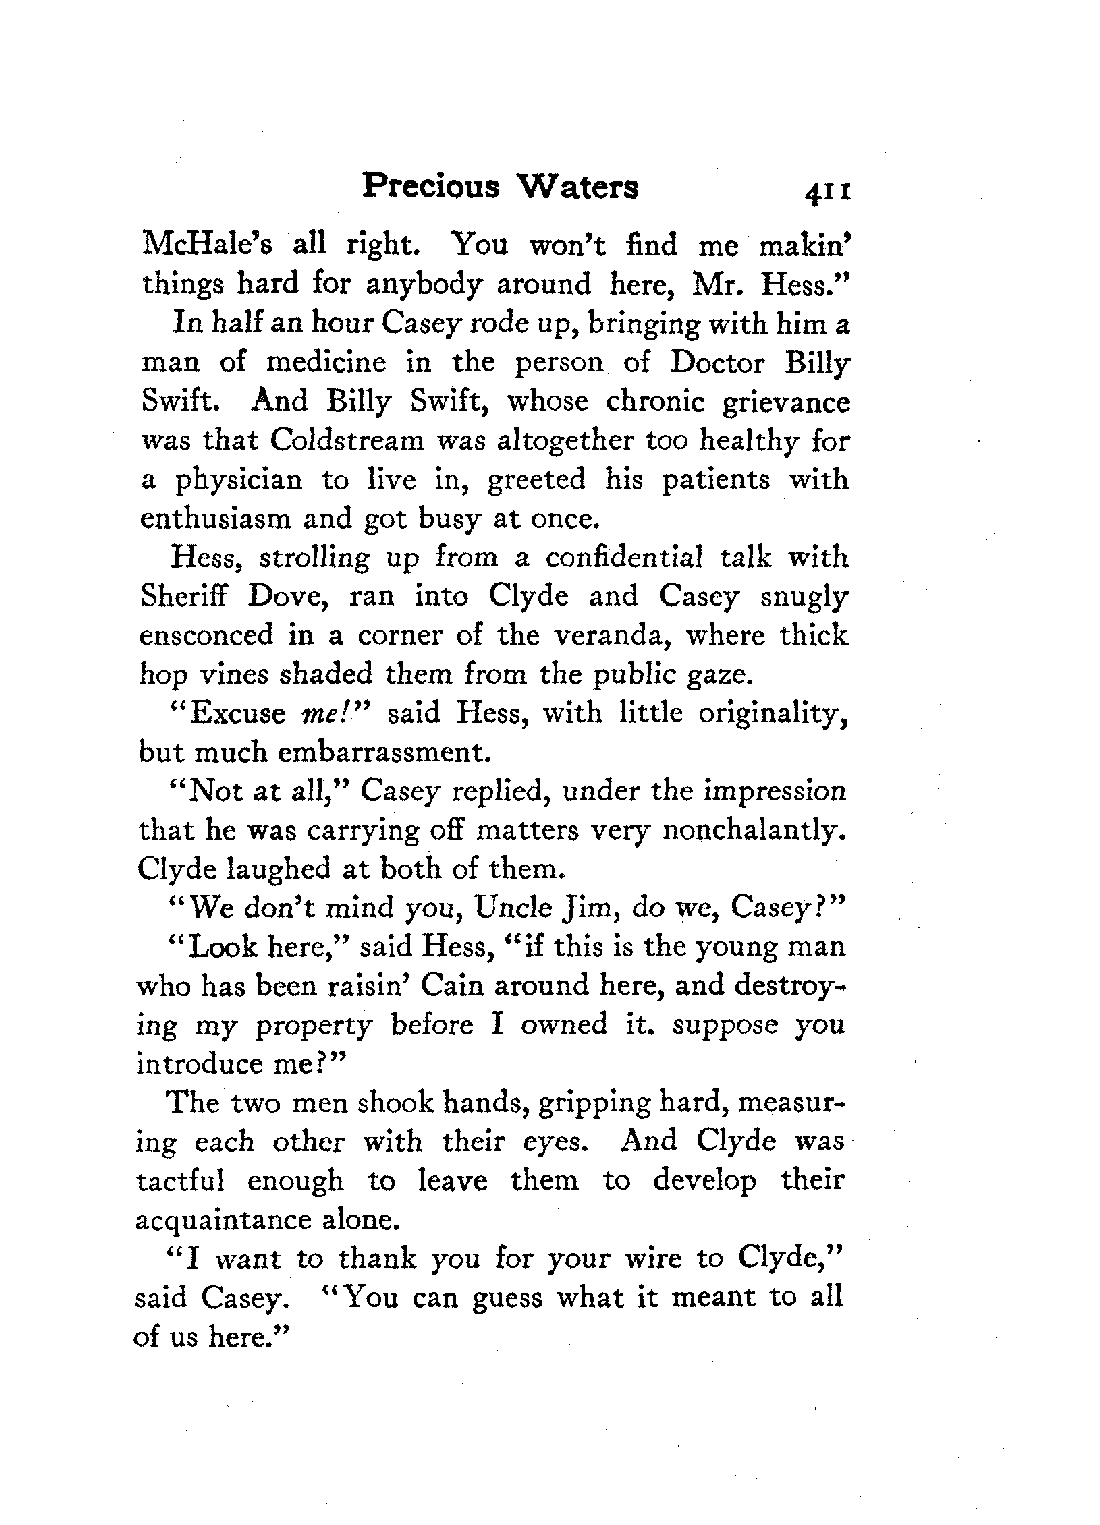 Precious Waters 411
McHale's all right. You won't find me makin'
things hard for anybody around here, Mr. Hess."
In half an hour Casey rode up, bringing with him a
man of medicine in the person of Doctor Billy
Swift. And Billy Swift, whose chronic grievance
was that Coldstream was altogether too healthy for
a physician to live in, greeted his patients with
enthusiasm and got busy at once.
Hess, strolling up from a confidential talk with
Sheriff Dove, ran into Clyde and Casey snugly
ensconced in a corner of the veranda, where thick
hop vines shaded them from the public gaze.
"Excuse me!" said Hess, with little originality,
but much embarrassment.
"Not at all," Casey replied, under the impression
that he was carrying off matters very nonchalantly.
Clyde laughed at both of them.
"We don't mind you, Uncle Jim, do we, Casey?"
"Look here," said Hess, "if this is the young man
who has been raisin' Cain around here, and destroy-
ing my property before I owned it. suppose you
introduce me?"
The two men shook hands, gripping hard, measur-
ing each other with their eyes. And Clyde was
tactful enough to leave them to develop their
acquaintance alone.
"I want to thank you for your wire to Clyde,"
said Casey. "You can guess what it meant to all
of us here."